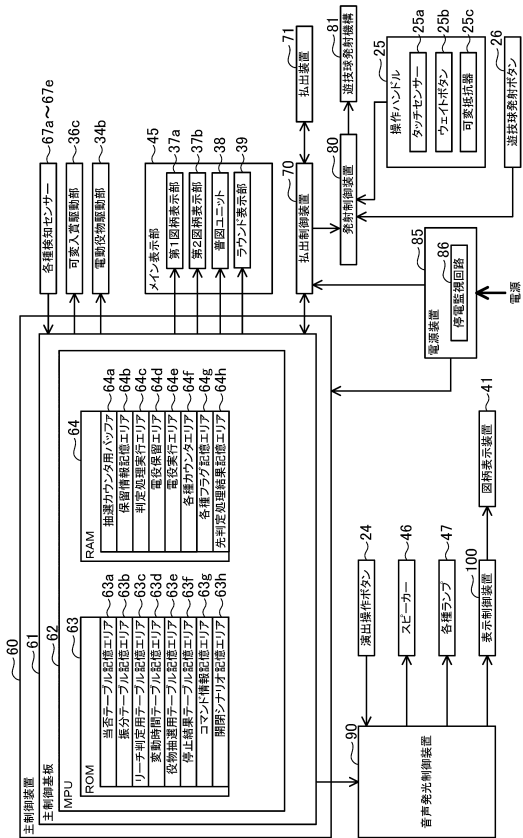 主制御装置 60
主制御基板 61
MPU 62
ROM 63
当否テーブル記憶エリア 63a
振分テーブル記憶エリア 63b
リーチ判定用テーブル記憶エリア 63c
変動時間テーブル記憶エリア 63d
役物抽選用テーブル記憶エリア 63e
停止結果テーブル記憶エリア 63f
コマンド情報記憶エリア 63g
開閉シナリオ記憶エリア 63h
RAM 64
抽選カウンタ用バッファ 64a
保留情報記憶エリア 64b
判定処理実行エリア 64c
電役保留エリア 64d
電役実行エリア 64e
各種カウンタエリア 64f
各種フラグ記憶エリア 64g
先判定処理結果記憶エリア 64h
各種検知センサー 67a～67e
可変入賞駆動部 36c
電動役物駆動部 34b
メイン表示部 45
第1図柄表示部 37a
第2図柄表示部 37b
普図ユニット 38
ラウンド表示部 39
払出制御装置 70
払出装置 71
発射制御装置 80
遊技球発射機構 81
操作ハンドル 25
タッチセンサー 25a
ウェイトボタン 25b
可変抵抗器 25c
遊技球発射ボタン 26
電源装置 85
停電監視回路 86
電源
音声発光制御装置 90
演出操作ボタン 24
スピーカー 46
各種ランプ 47
表示制御装置 100
図柄表示装置 41